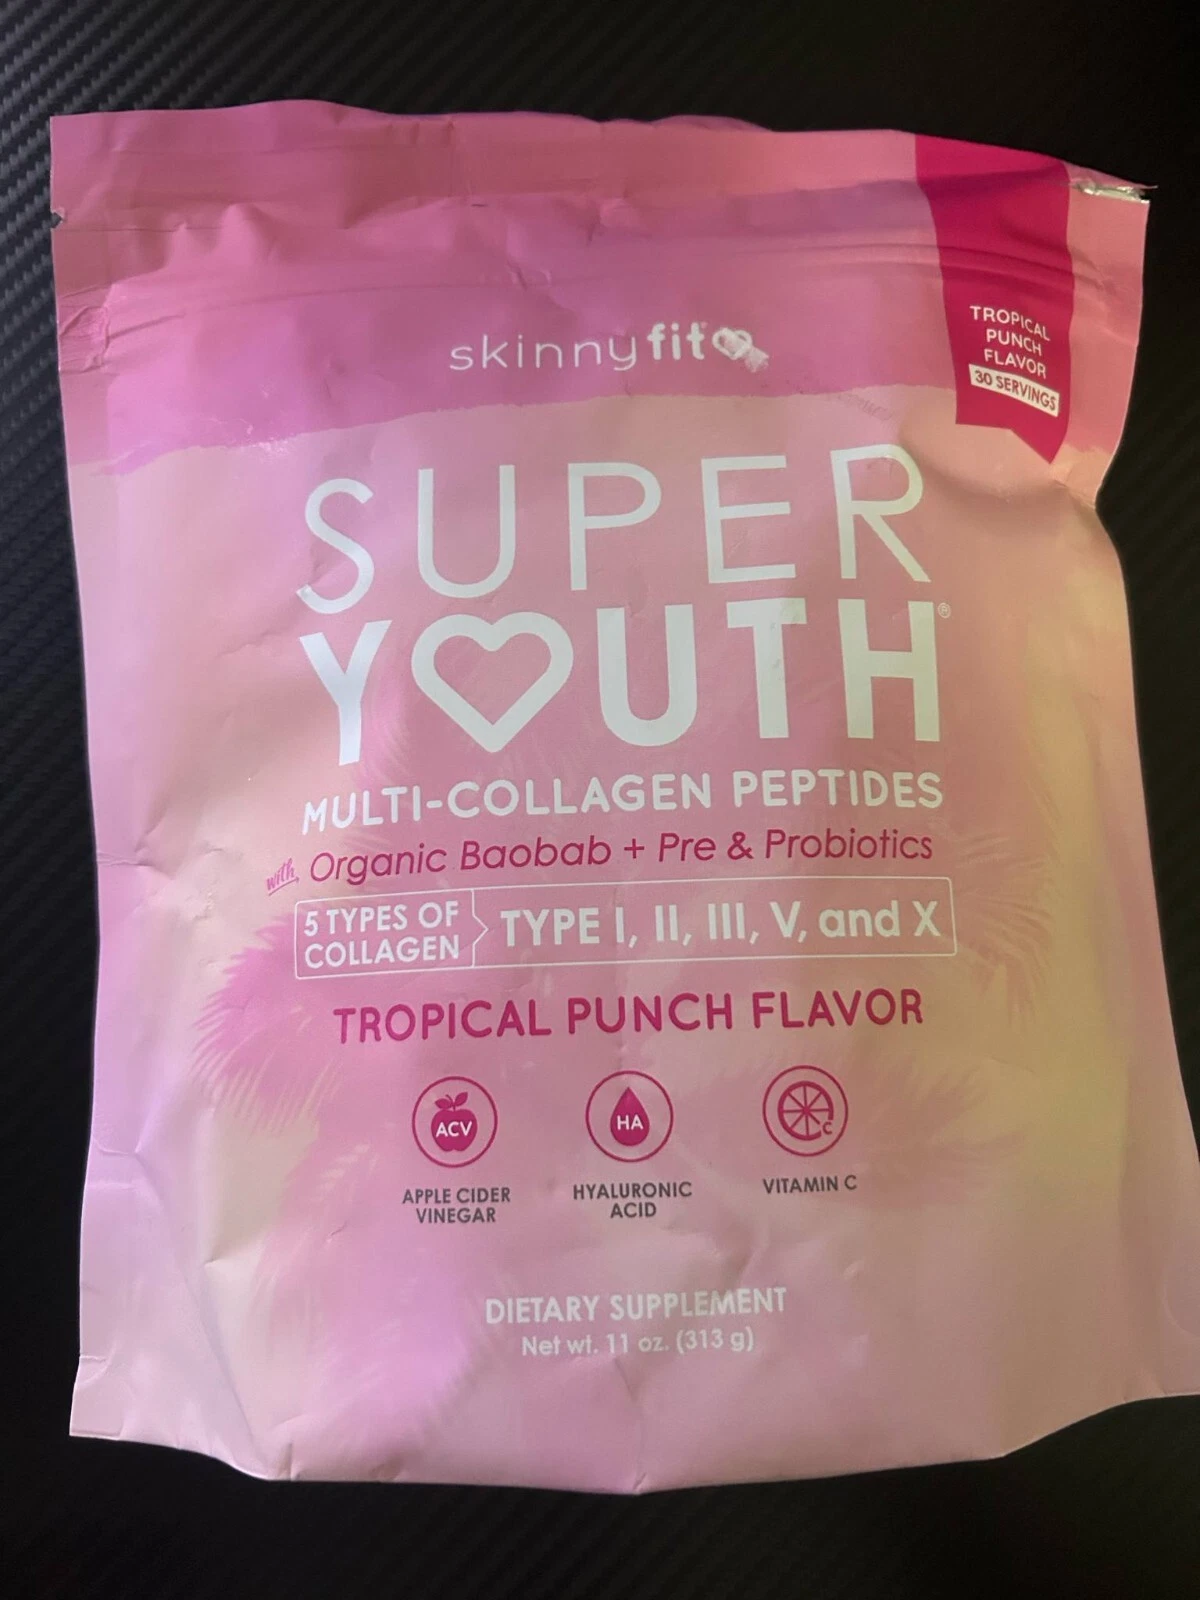 skinnyfit
TROPICAL
PUNCH
FLAVOR
30 SERVINGS
SUPER
YOUTH®
MULTI-COLLAGEN PEPTIDES
with Organic Baobab + Pre & Probiotics
5 TYPES OF
COLLAGEN
TYPE I, II, III, V, and X
TROPICAL PUNCH FLAVOR
ACV
HA
C
APPLE CIDER
VINEGAR
HYALURONIC
ACID
VITAMIN C
DIETARY SUPPLEMENT
Net wt. 11 oz. (313 g)